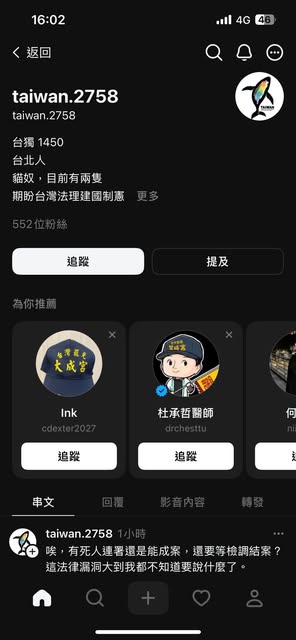 16:02
4G 46
返回
taiwan.2758
taiwan.2758
TAIWAN
台獨 1450
台北人
貓奴，目前有兩隻
期盼台灣法理建國制憲 更多
552位粉絲
追蹤 提及
為你推薦
台灣龍光
大成宮
Ink
cdexter2027
追蹤
杜承哲醫師
drchesttu
追蹤
何
串文 回覆 影音內容 轉發
taiwan.2758 1小時
唉，有死人連署還是能成案，還要等檢調結案？
這法律漏洞大到我都不知道要說什麼了。